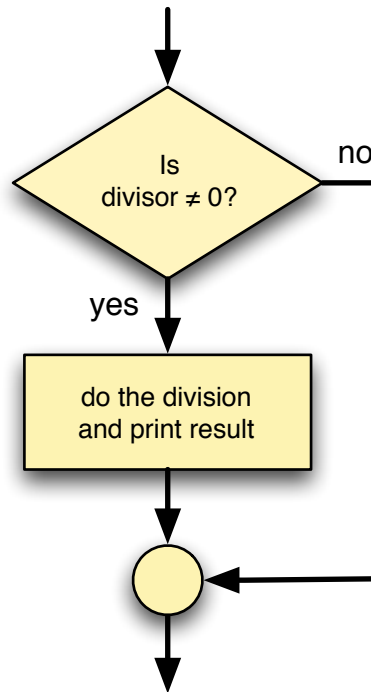 Is
divisor ≠ 0?
no
yes
do the division
and print result